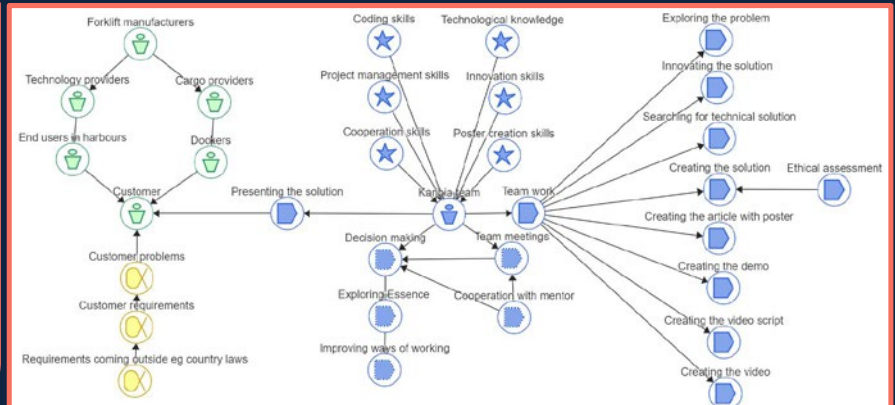 Forklift manufacturers
Technology providers
Cargo providers
End users in harbours
Dockers
Customer
Presenting the solution
Customer problems
Customer requirements
Requirements coming outside eg country laws
Coding skills
Technological knowledge
Project management skills
Innovation skills
Cooperation skills
Poster creation skills
team
Team work
Decision making
Team meetings
Exploring Essence
Cooperation with mentor
Improving ways of working
Exploring the problem
Innovating the solution
Searching for technical solution
Creating the solution
Ethical assessment
Creating the article with poster
Creating the demo
Creating the video script
Creating the video